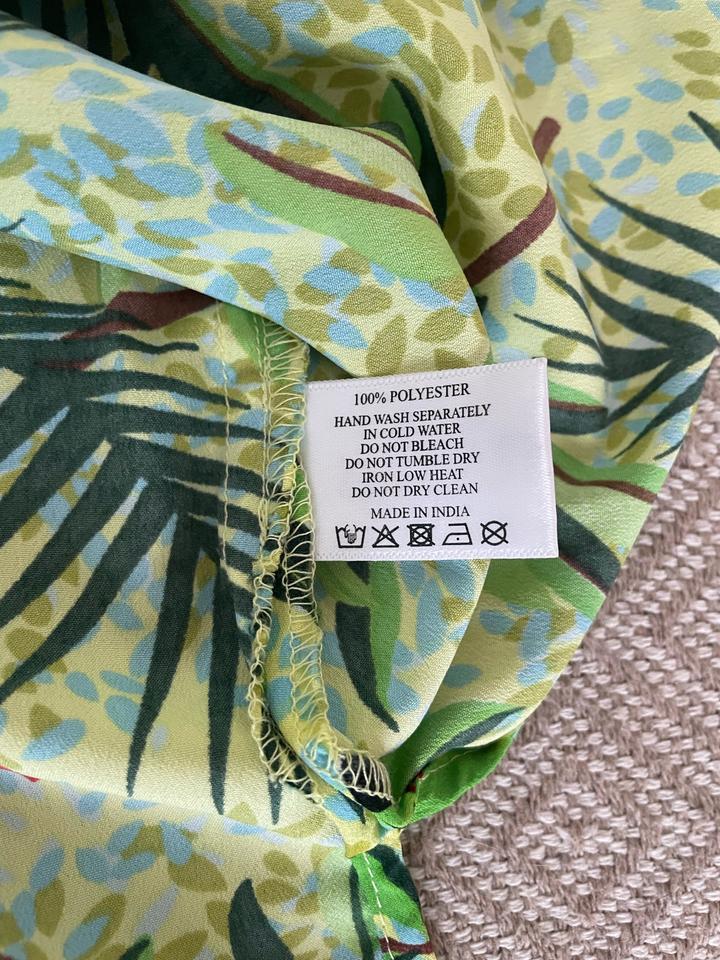 100% POLYESTER
HAND WASH SEPARATELY
IN COLD WATER
DO NOT BLEACH
DO NOT TUMBLE DRY
IRON LOW HEAT
DO NOT DRY CLEAN
MADE IN INDIA